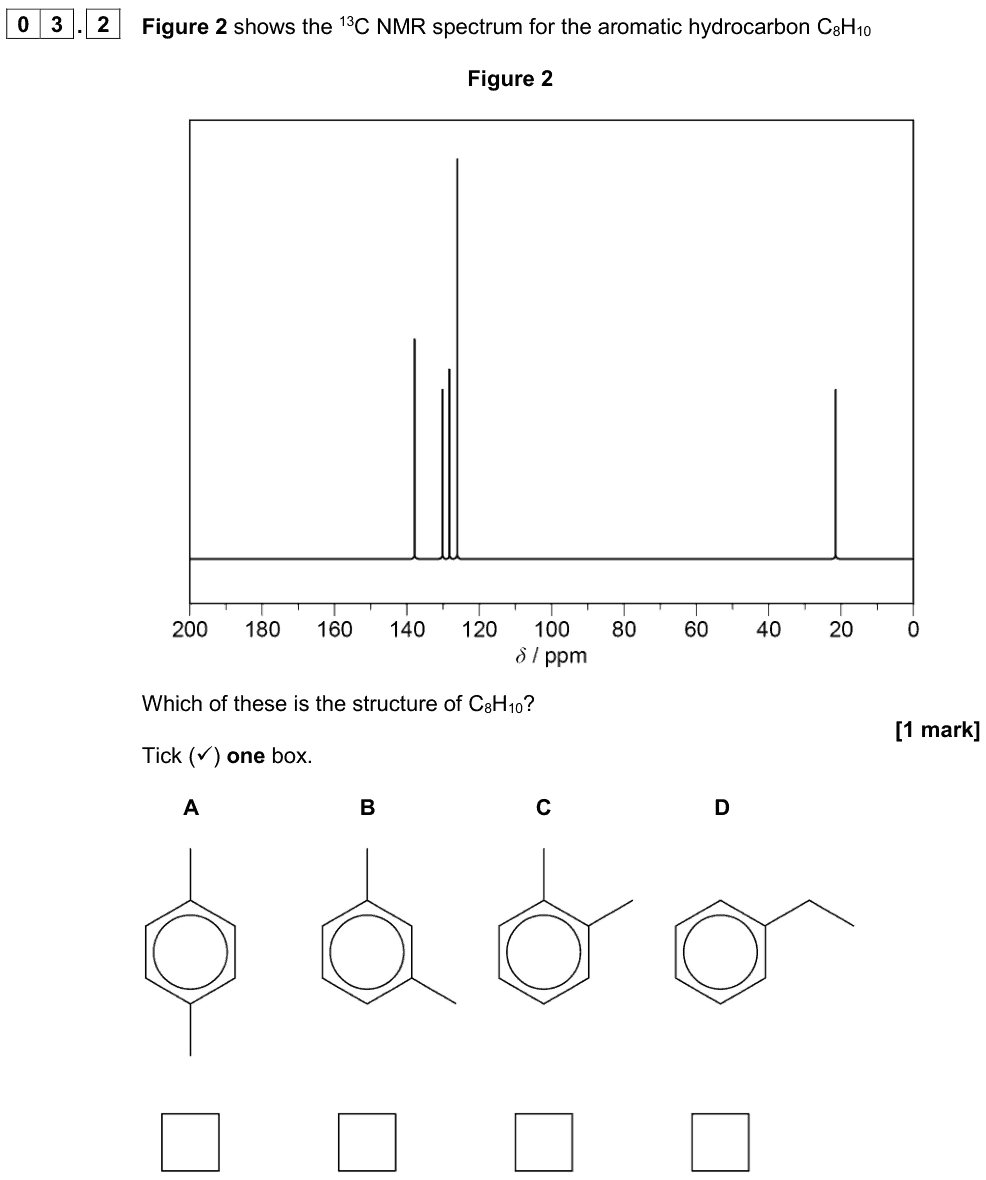 0 3 . 2 Figure 2 shows the ¹³C NMR spectrum for the aromatic hydrocarbon C₈H₁₀
Figure 2
200 180 160 140 120 100 80 60 40 20 0
δ / ppm
Which of these is the structure of C₈H₁₀?
[1 mark]
Tick (✓) one box.
A B C D